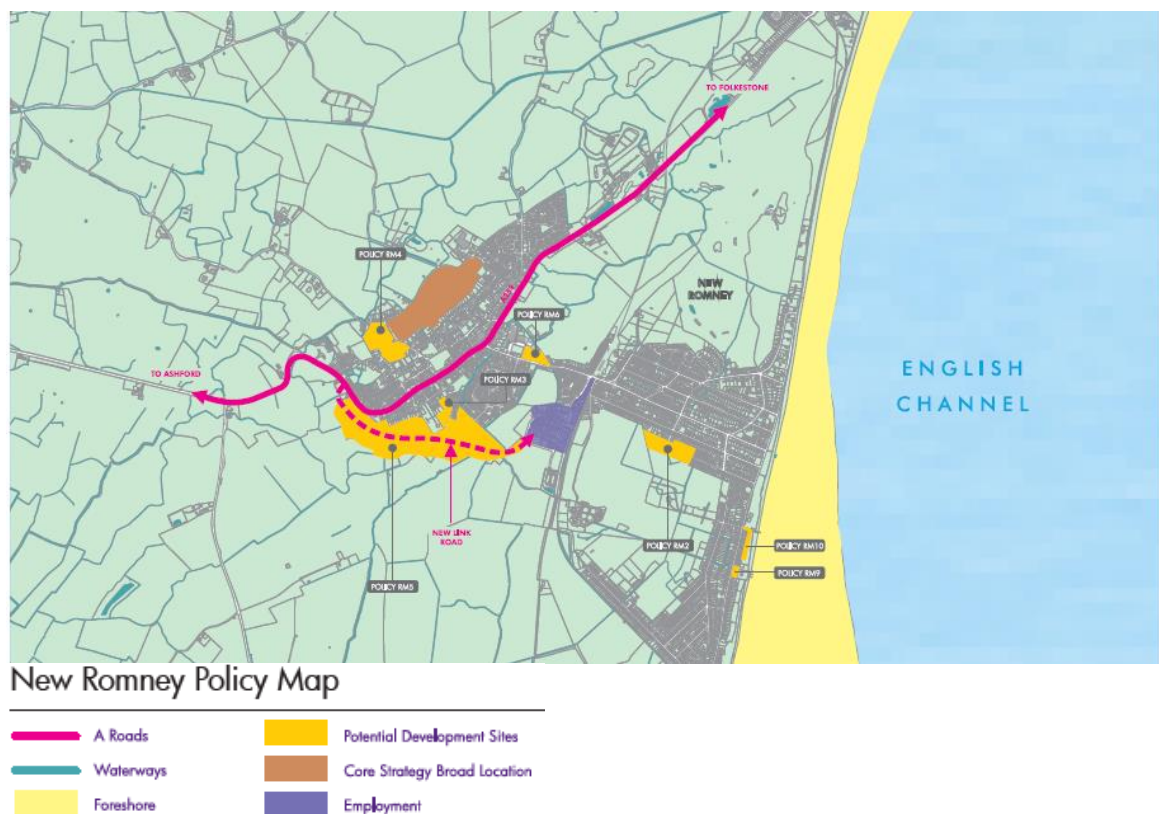 TO FOLKESTONE
POLICY RM4
A259
NEW
ROMNEY
POLICY RM6
TO ASHFORD
POLICY RM3
ENGLISH
CHANNEL
NEW LINK
ROAD
POLICY RM2
POLICY RM10
POLICY RM9
POLICY RM5
New Romney Policy Map
A Roads
Potential Development Sites
Waterways
Core Strategy Broad Location
Foreshore
Employment